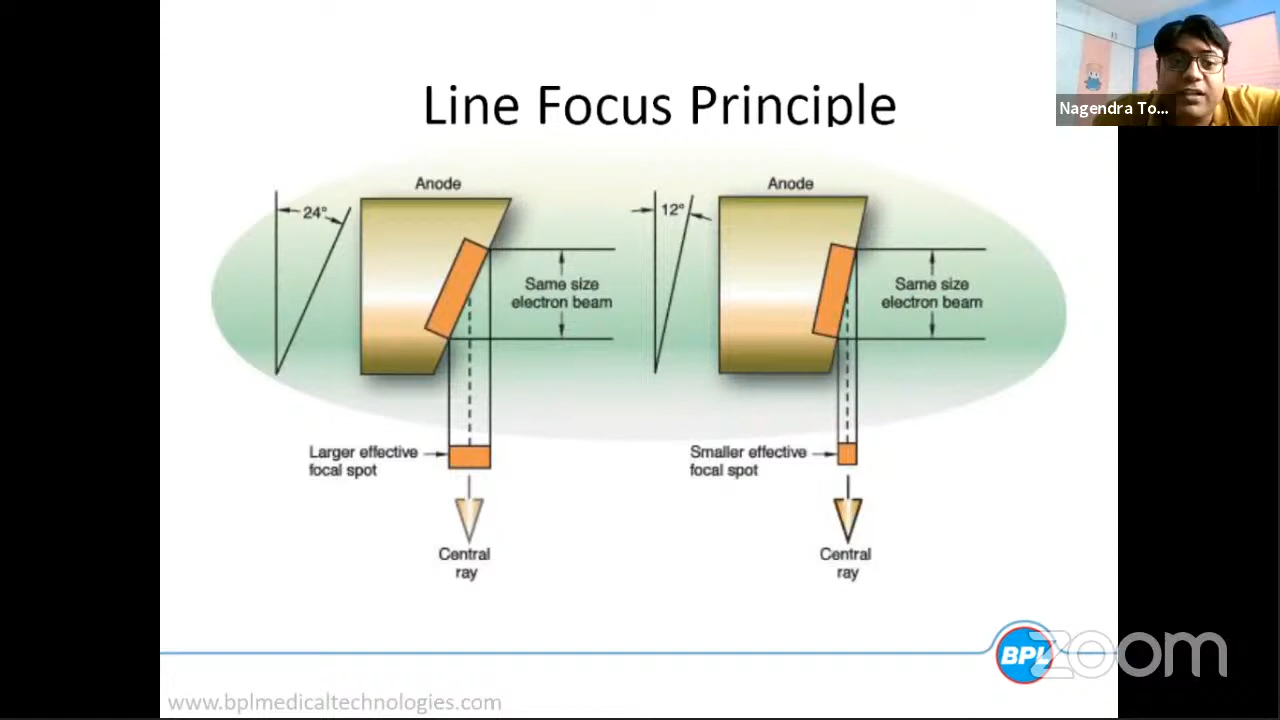 Line Focus Principle
Nagendra To...
Anode
Anode
24°
12°
Same size
electron beam
Same size
electron beam
Larger effective
focal spot
Smaller effective
focal spot
Central
ray
Central
ray
BPL
zoom
www.bplmedicaltechnologies.com